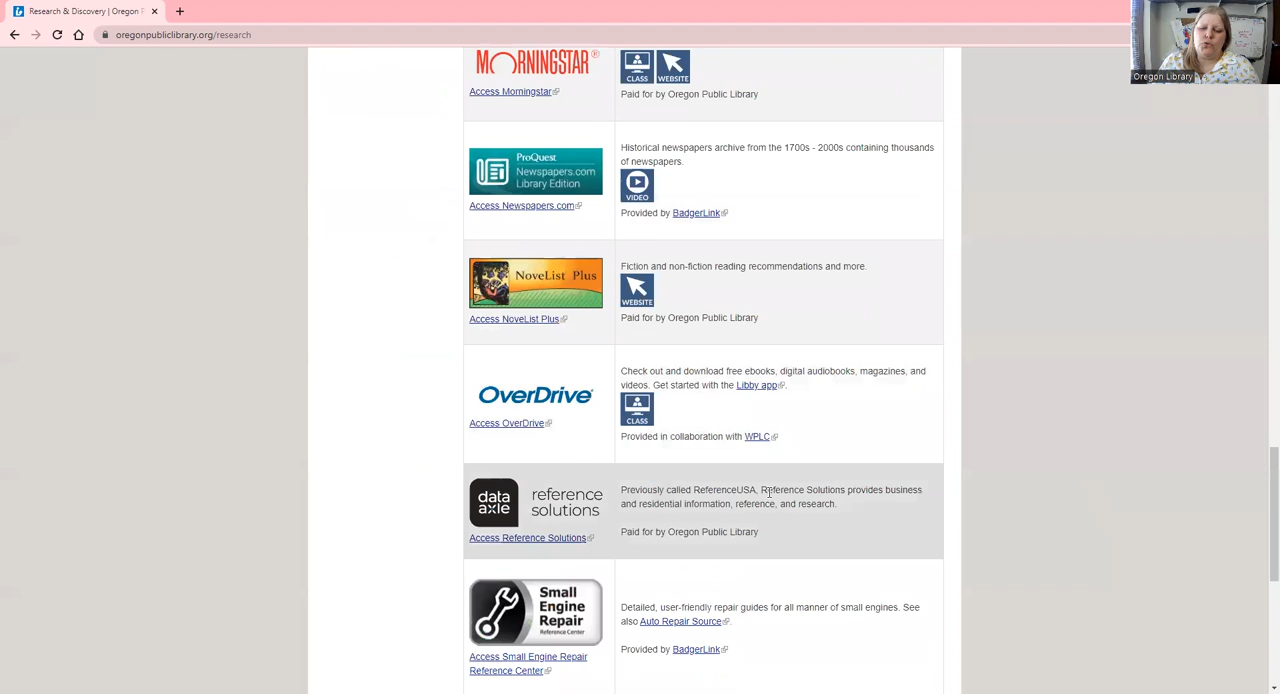 Research & Discovery | Oregon P
oregonpubliclibrary.org/research
Oregon Library
MORNINGSTAR®
CLASS
WEBSITE
Access Morningstar
Paid for by Oregon Public Library
ProQuest
Newspapers.com
Library Edition
Access Newspapers.com
Historical newspapers archive from the 1700s - 2000s containing thousands
of newspapers.
VIDEO
Provided by BadgerLink
NoveList Plus
Access NoveList Plus
Fiction and non-fiction reading recommendations and more.
WEBSITE
Paid for by Oregon Public Library
OverDrive®
Access OverDrive
Check out and download free ebooks, digital audiobooks, magazines, and
videos. Get started with the Libby app.
CLASS
Provided in collaboration with WPLC
data
axle
reference
solutions
Access Reference Solutions
Previously called ReferenceUSA, Reference Solutions provides business
and residential information, reference, and research.
Paid for by Oregon Public Library
Small
Engine
Repair
Reference Center
Access Small Engine Repair
Reference Center
Detailed, user-friendly repair guides for all manner of small engines. See
also Auto Repair Source.
Provided by BadgerLink